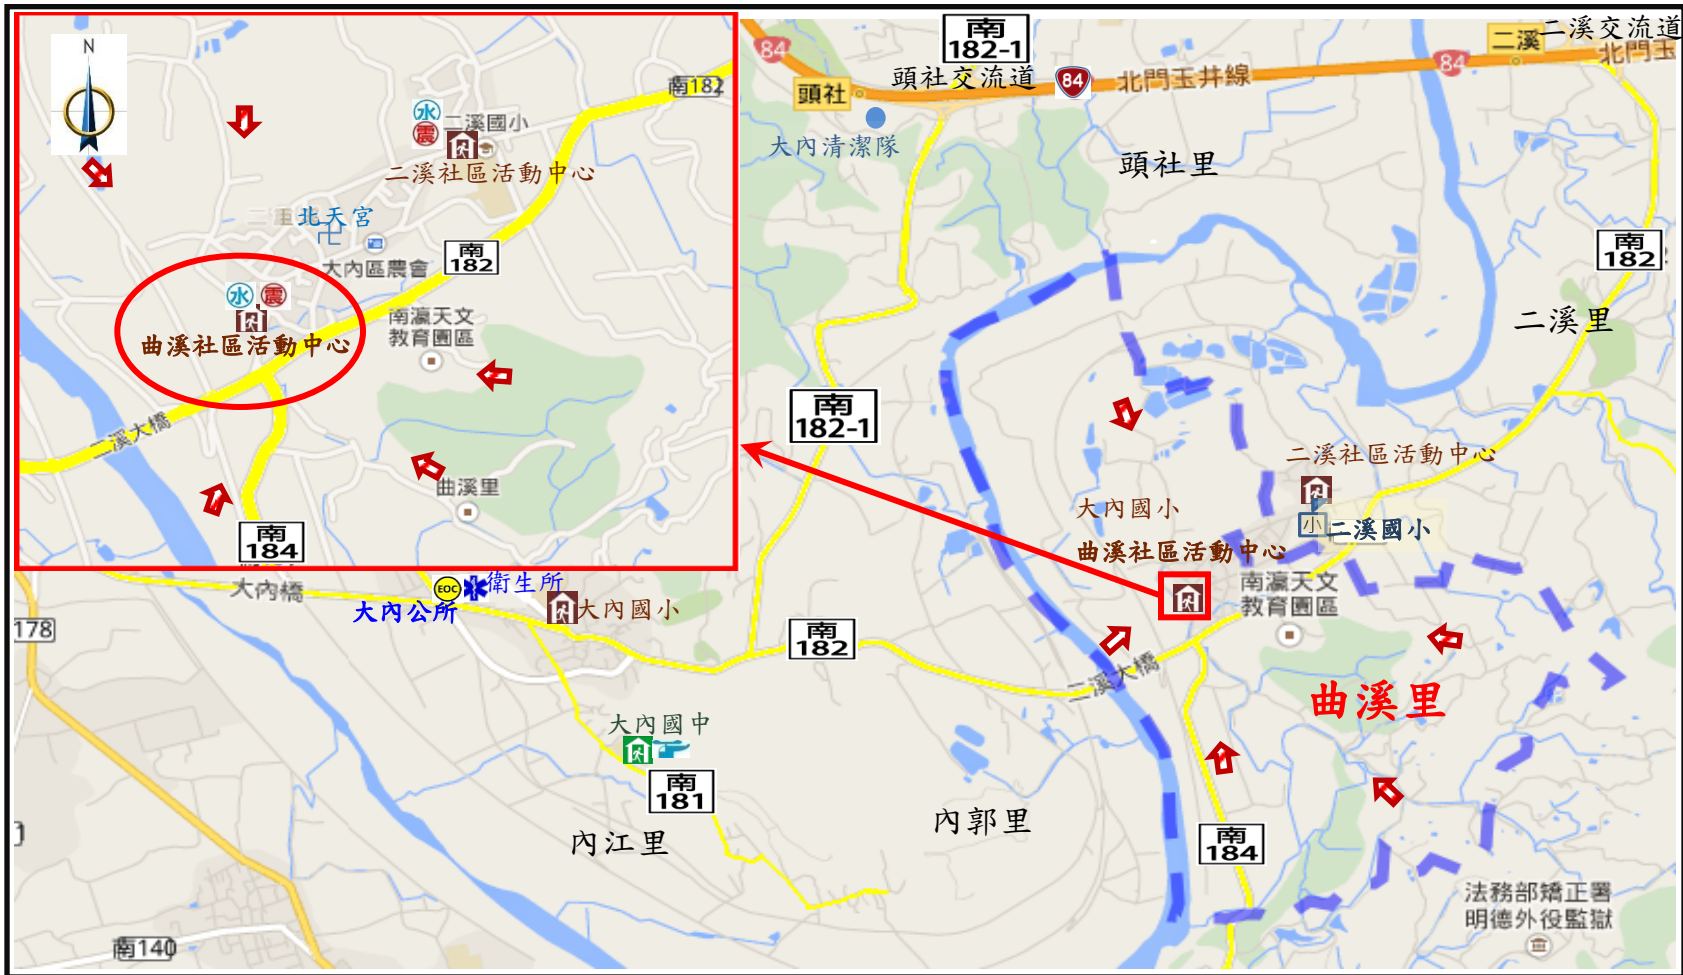 N
南182
水
震
二溪國小
二溪社區活動中心
二重
北天宮
卍
大內區農會
南
182
水
震
曲溪社區活動中心
南瀛天文
教育園區
二溪大橋
曲溪里
南
184
84
南
182-1
頭社交流道
84
北門玉井線
84
二溪
二溪交流道
北門玉
頭社
大內清潔隊
頭社里
南
182
二溪里
南
182-1
二溪社區活動中心
大內國小
小
二溪國小
曲溪社區活動中心
南瀛天文
教育園區
大內橋
EOC
衛生所
大內公所
大內國小
178
南
182
二溪大橋
曲溪里
大內國中
南
181
內江里
內郭里
南
184
法務部矯正署
明德外役監獄
南140